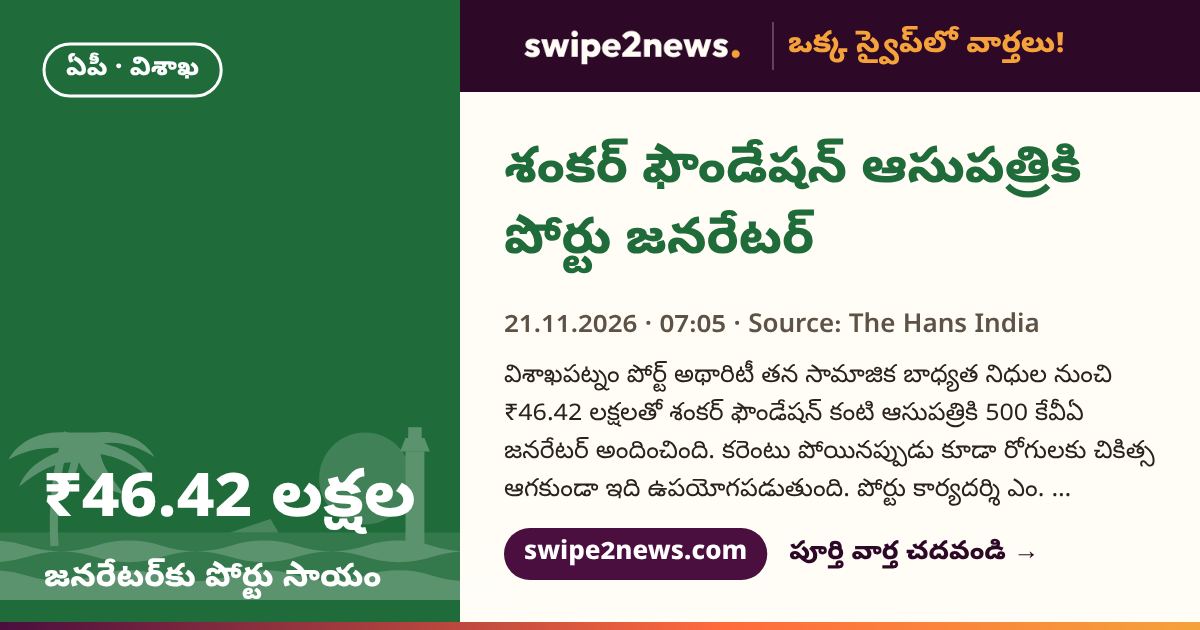 ఏపీ · విశాఖ
₹46.42 లక్షల
జనరేటర్‌కు పోర్టు సాయం
swipe2news.
ఒక్క స్వైప్‌లో వార్తలు!
శంకర్ ఫౌండేషన్ ఆసుపత్రికి
పోర్టు జనరేటర్
21.11.2026 · 07:05 · Source: The Hans India
విశాఖపట్నం పోర్ట్ అథారిటీ తన సామాజిక బాధ్యత నిధుల నుంచి
₹46.42 లక్షలతో శంకర్ ఫౌండేషన్ కంటి ఆసుపత్రికి 500 కేవీఏ
జనరేటర్ అందించింది. కరెంటు పోయినప్పుడు కూడా రోగులకు చికిత్స
ఆగకుండా ఇది ఉపయోగపడుతుంది. పోర్టు కార్యదర్శి ఎం. ...
swipe2news.com
పూర్తి వార్త చదవండి →